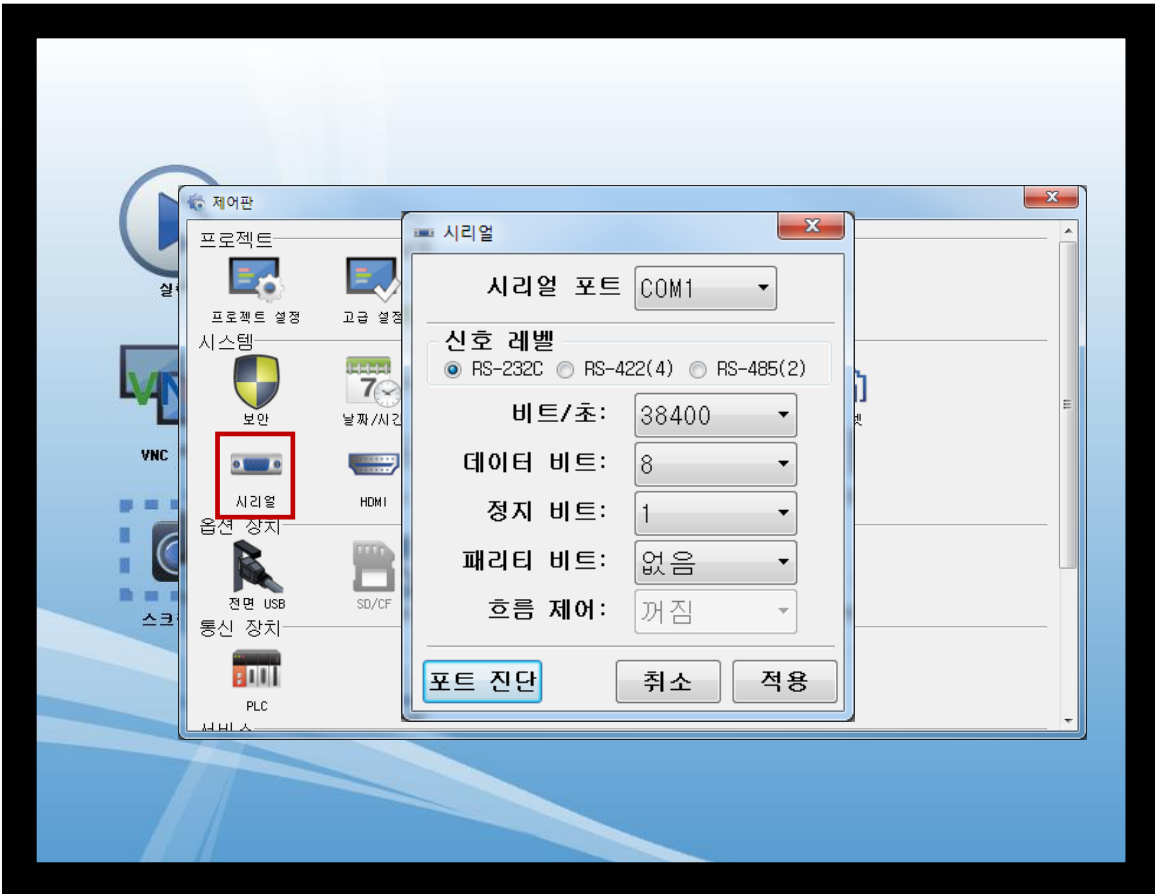 제어판
프로젝트
프로젝트 설정
고급 설정
시스템
보안
7
날짜/시간
시리얼
HDMI
옵션 장치
전면 USB
SD/CF
통신 장치
PLC
서비스
VNC
시리얼
시리얼 포트 COM1
신호 레벨
RS-232C RS-422(4) RS-485(2)
비트/초: 38400
데이터 비트: 8
정지 비트: 1
패리티 비트: 없음
흐름 제어: 꺼짐
포트 진단 취소 적용